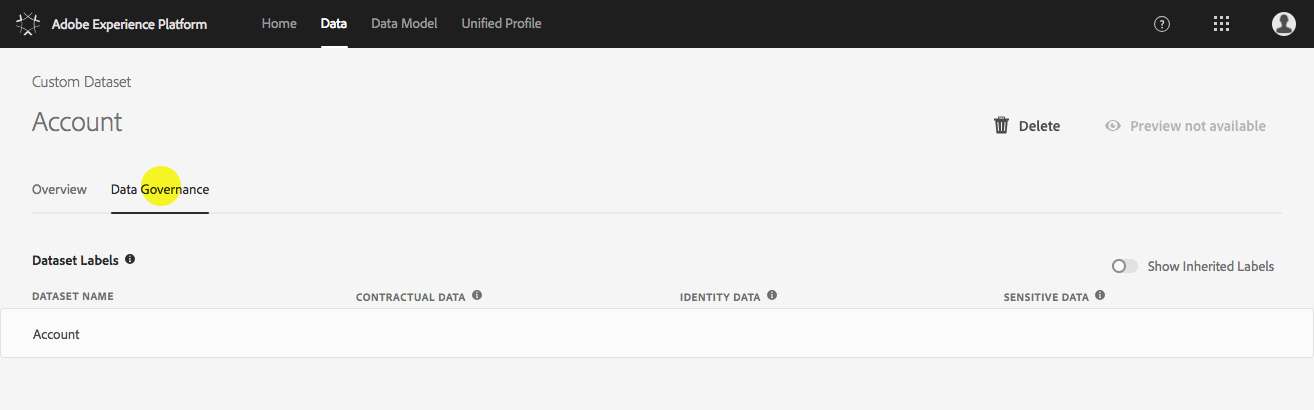 Adobe Experience Platform Home Data Data Model Unified Profile
Custom Dataset
Account
Delete Preview not available
Overview Data Governance
Dataset Labels
Show Inherited Labels
DATASET NAME CONTRACTUAL DATA IDENTITY DATA SENSITIVE DATA
Account